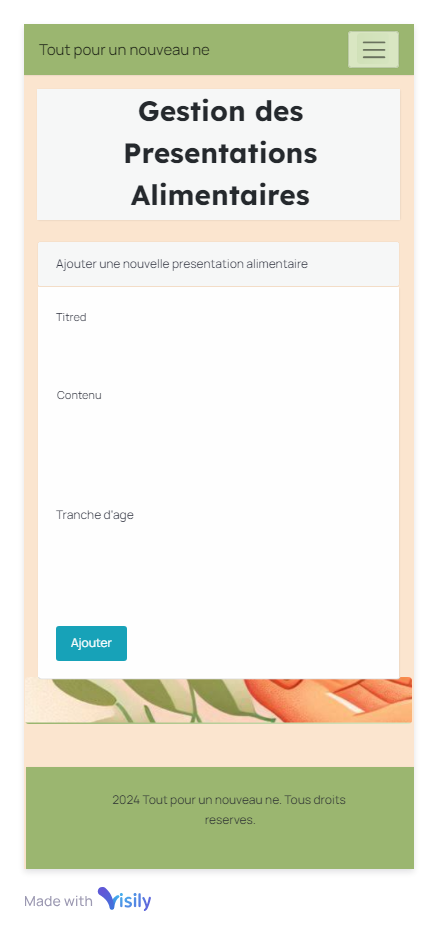 Tout pour un nouveau ne
Gestion des
Presentations
Alimentaires
Ajouter une nouvelle presentation alimentaire
Titred
Contenu
Tranche d'age
Ajouter
2024 Tout pour un nouveau ne. Tous droits
reserves.
Made with Visily